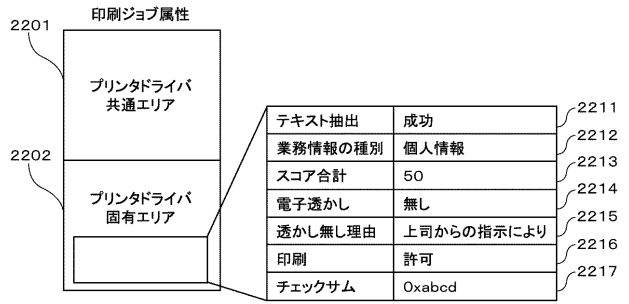 印刷ジョブ属性
2201
プリンタドライバ
共通エリア
2202
プリンタドライバ
固有エリア
テキスト抽出 成功 2211
業務情報の種別 個人情報 2212
スコア合計 50 2213
電子透かし 無し 2214
透かし無し理由 上司からの指示により 2215
印刷 許可 2216
チェックサム 0xabcd 2217